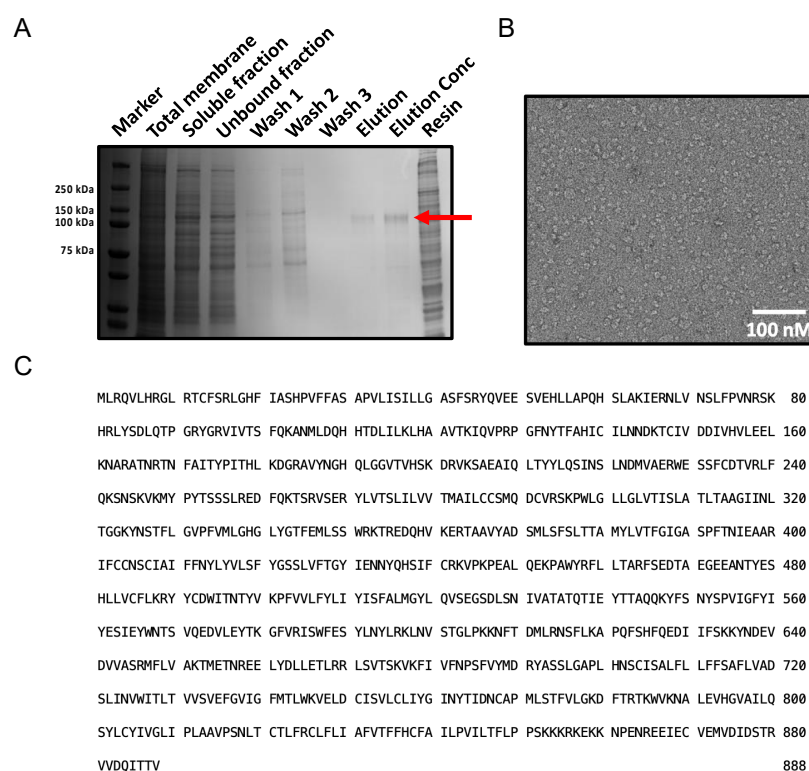 A
B
Marker
Total membrane
Soluble fraction
Unbound fraction
Wash 1
Wash 2
Wash 3
Elution
Elution Conc
Resin
250 kDa
150 kDa
100 kDa
75 kDa
100 nM
C
MLRQVLHRGL RTCFSRLGHF IASHPVFFAS APVLISILLG ASFSRYQVEE SVEHLLAPQH SLAKIERNLV NSLFPVNRSK 80
HRLYSDLQTP GRYGRVIVTS FQKANMLDQH HTDLILKLHA AVTKIQVPRP GFNYTFAHIC ILNNDKTCIV DDIVHVLEEL 160
KNARATNRTN FAITYPITHL KDGRAVYNGH QLGGVTVHSK DRVKSAEAIQ LTYYLQSINS LNDMVAERWE SSFCDTVRLF 240
QKSNSKVKMY PYTSSSLRED FQKTSRVSER YLVTSLILVV TMAILCCSMQ DCVRSKPWLG LLGLVTISLA TLTAAGIINL 320
TGGKYNSTFL GVPFVMLGHG LYGTFEMLSS WRKTREDQHV KERTAAVYAD SMLSFSLTTA MYLVTFGIGA SPFTNIEAAR 400
IFCCNSCIAI FFNYLYVLSF YGSSLVFTGY IENNYQHSIF CRKVPKPEAL QEKPAWYRFL LTARFSEDTA EGEEANTYES 480
HLLVCFLKRY YCDWITNTYV KPFVVLFYLI YISFALMGYL QVSEGSDLSN IVATATQTIE YTTAQQKYFS NYSPVIGFYI 560
YESIEYWNTS VQEDVLEYTK GFVRISWFES YLNYLRKLNV STGLPKKNFT DMLRNSFLKA PQFSHFQEDI IFSKKYNDEV 640
DVVASRMFLV AKTMETNREE LYDLLETLRR LSVTSKVKFI VFNPSFVYMD RYASSLGAPL HNSCISALFL LFFSAFLVAD 720
SLINVWITLT VVSVEFGVIG FMTLWKVELD CISVLCLIYG INYTIDNCAP MLSTFVLGKD FTRTKWVKNA LEVHGVAILQ 800
SYLCYIVGLI PLAAVPSNLT CTLFRCLFLI AFVTFFHCFA ILPVILTFLP PSKKKRKEKK NPENREEIEC VEMVDIDSTR 880
VVDQITTV 888